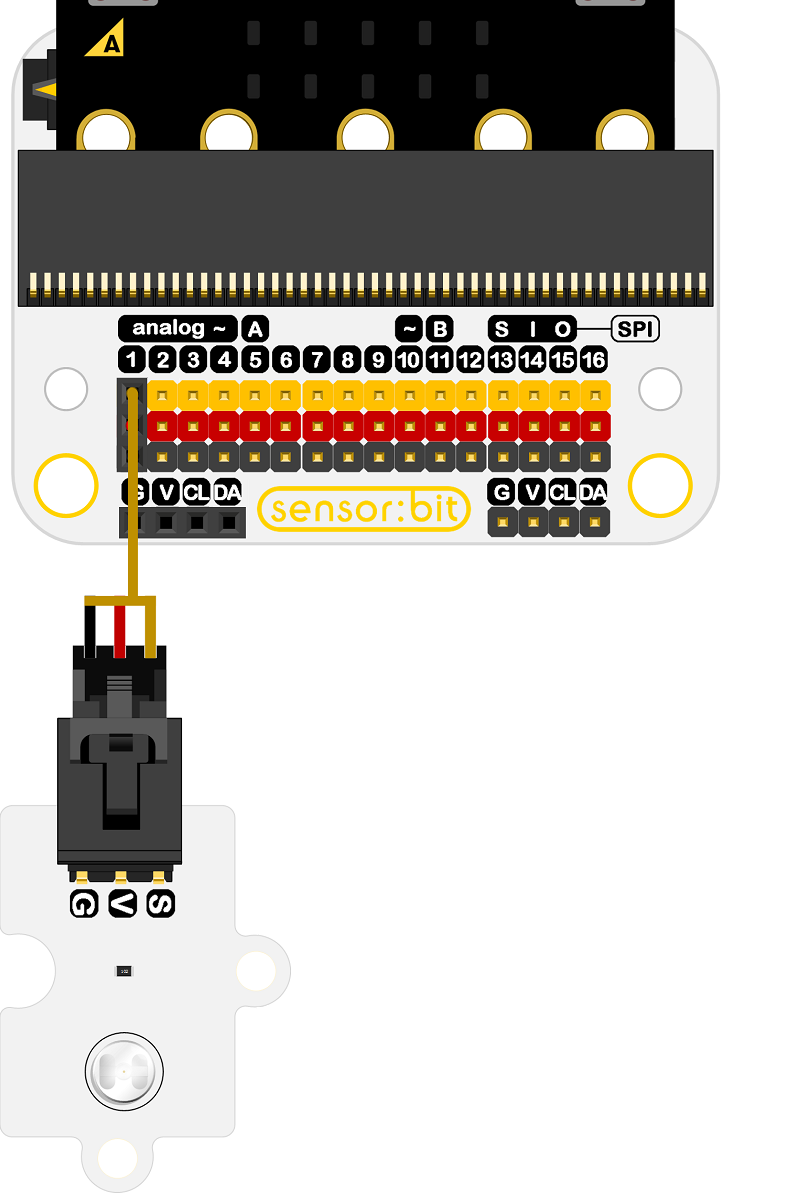 A
analog ~ A ~ B S I O SPI
1 2 3 4 5 6 7 8 9 10 11 12 13 14 15 16
G V CL DA G V CL DA
sensor:bit
G V S